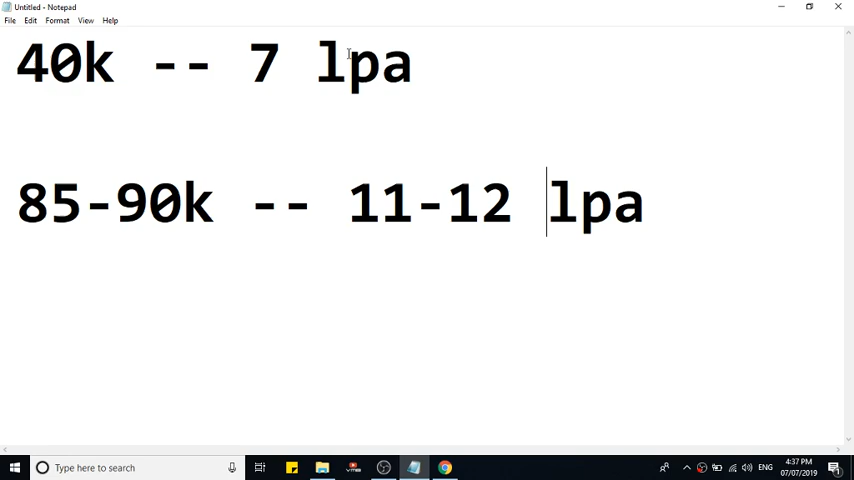 Untitled - Notepad
File Edit Format View Help
40k -- 7 lpa
85-90k -- 11-12 lpa
Type here to search
ENG
4:37 PM
07/07/2019